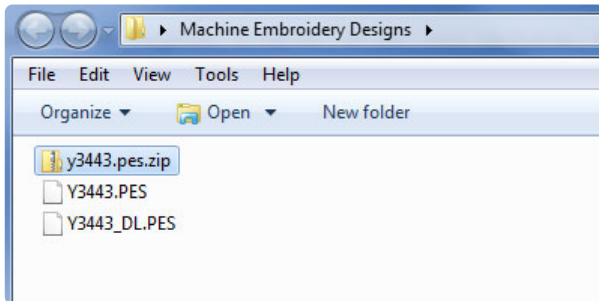 Machine Embroidery Designs
File Edit View Tools Help
Organize Open New folder
y3443.pes.zip
Y3443.PES
Y3443_DL.PES